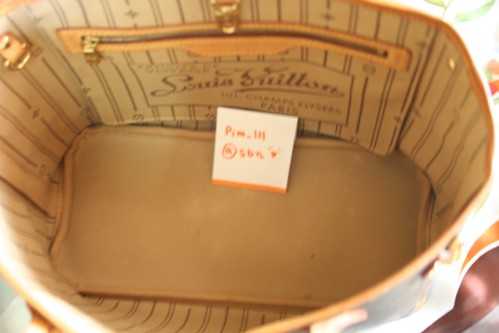 Louis Vuitton
101, CHAMPS ELYSEES
PARIS
Pim_111
@sbn